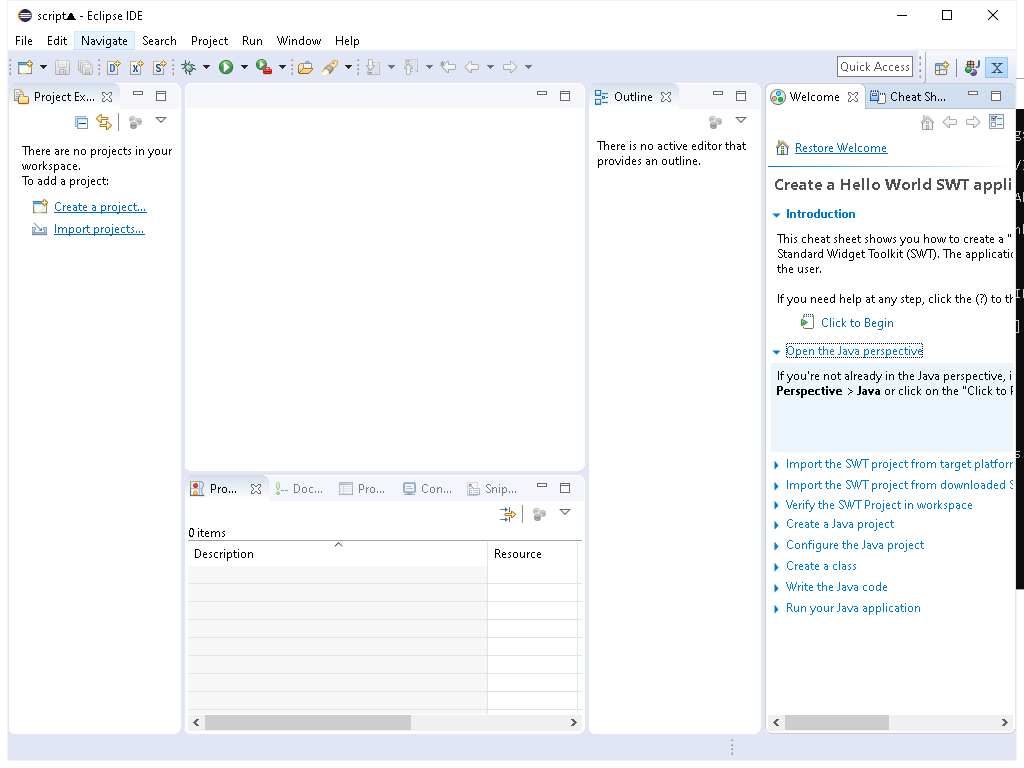 script▲ - Eclipse IDE
File Edit Navigate Search Project Run Window Help
Quick Access
Project Ex...
There are no projects in your
workspace.
To add a project:
Create a project...
Import projects...
Outline
There is no active editor that
provides an outline.
Welcome
Cheat Sh...
Restore Welcome
Create a Hello World SWT appli
Introduction
This cheat sheet shows you how to create a "
Standard Widget Toolkit (SWT). The applicatic
the user.
If you need help at any step, click the (?) to th
Click to Begin
Open the Java perspective
If you're not already in the Java perspective, i
Perspective > Java or click on the "Click to P
Import the SWT project from target platforr
Import the SWT project from downloaded S
Verify the SWT Project in workspace
Create a Java project
Configure the Java project
Create a class
Write the Java code
Run your Java application
Pro... Doc... Pro... Con... Snip...
0 items
Description Resource